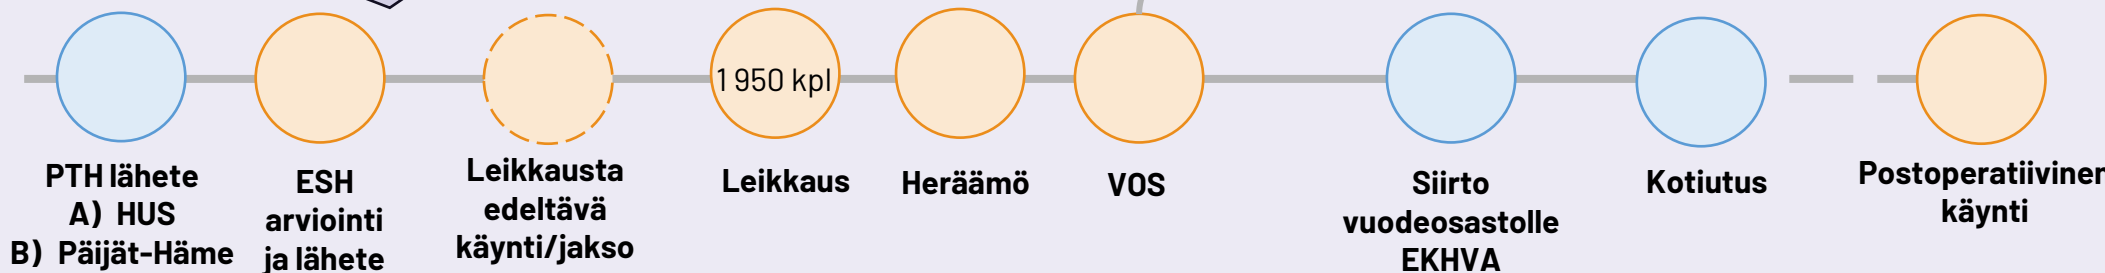 1 950 kpl
PTH lähete
A) HUS
B) Päijät-Häme
ESH
arviointi
ja lähete
Leikkausta
edeltävä
käynti/jakso
Leikkaus
Heräämö
VOS
Siirto
vuodeosastolle
EKHVA
Kotiutus
Postoperatiivinen
käynti